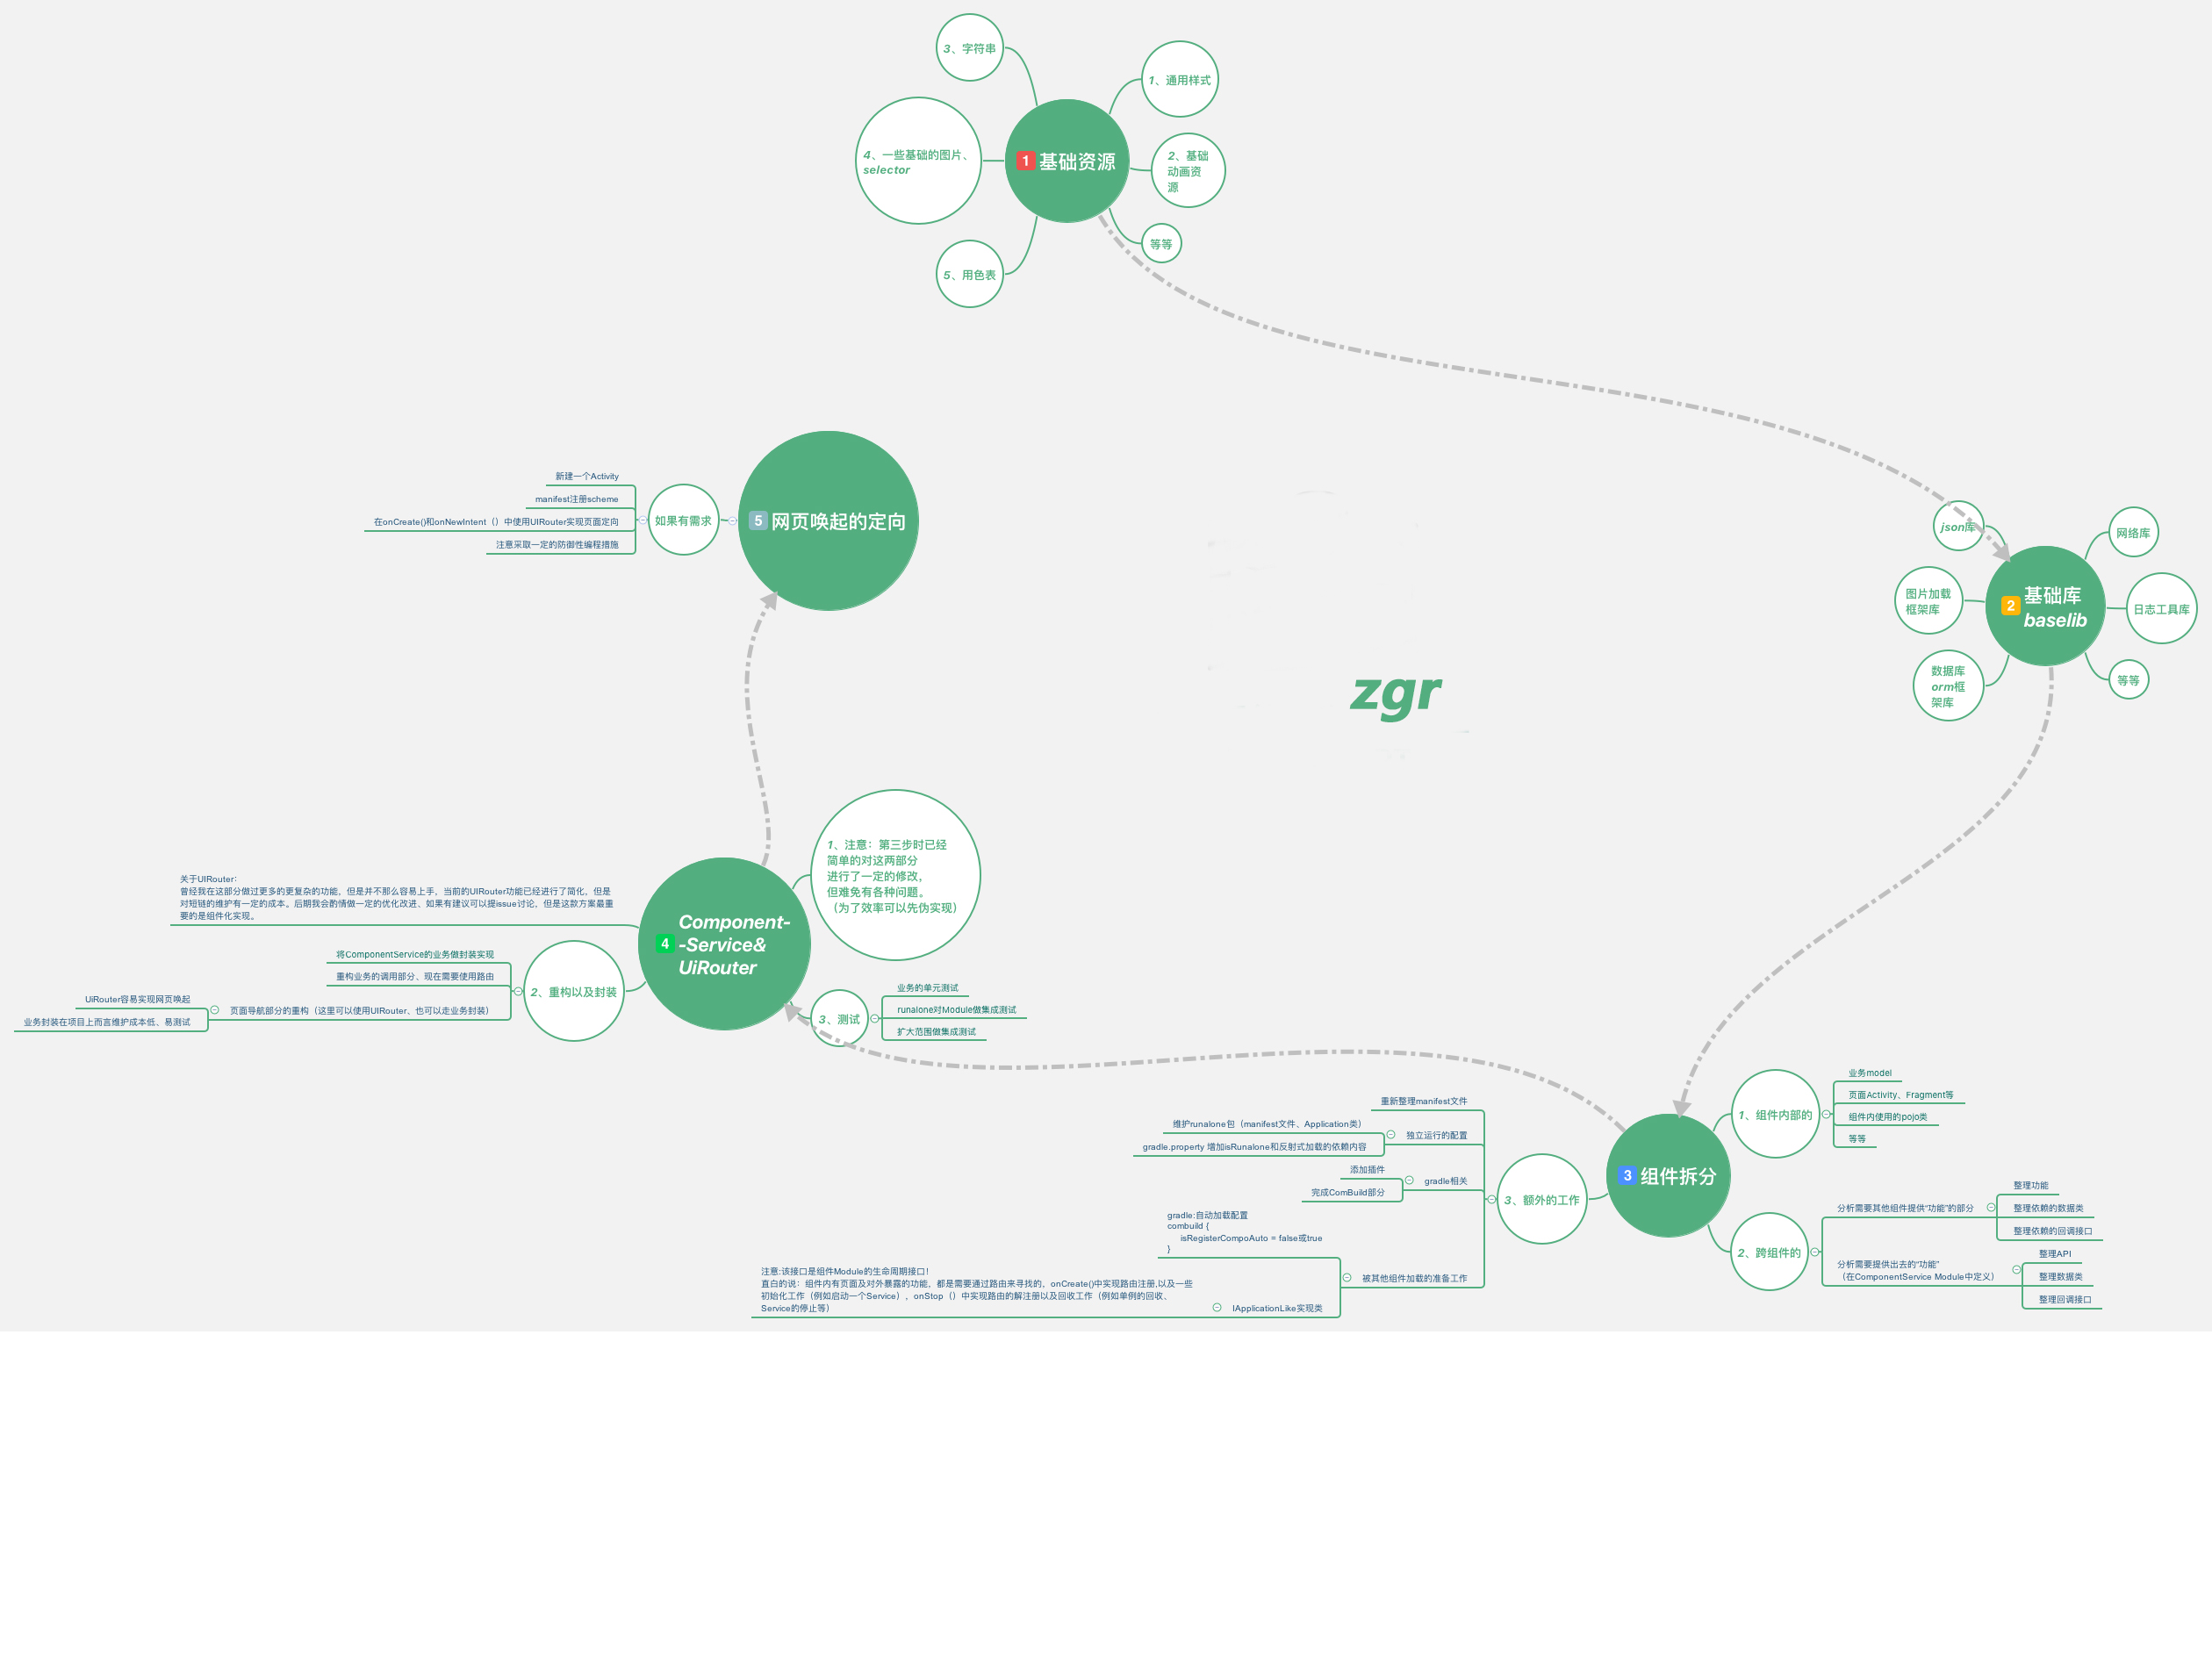 1 基础资源
1、通用样式
2、基础
动画资
源
等等
3、字符串
4、一些基础的图片、
selector
5、用色表
2 基础库
baselib
网络库
日志工具库
等等
json库
图片加载
框架库
数据库
orm框
架库
zgr
3 组件拆分
1、组件内部的
业务model
页面Activity、Fragment等
组件内使用的pojo类
等等
2、跨组件的
分析需要其他组件提供“功能”的部分
整理功能
整理依赖的数据类
整理依赖的回调接口
分析需要提供出去的“功能”
（在ComponentService Module中定义）
整理API
整理数据类
整理回调接口
3、额外的工作
重新整理manifest文件
独立运行的配置
维护runalone包（manifest文件、Application类）
gradle.property 增加isRunalone和反射式加载的依赖内容
gradle相关
添加插件
完成ComBuild部分
被其他组件加载的准备工作
gradle:自动加载配置
combuild {
isRegisterCompoAuto = false或true
}
IApplicationLike实现类
注意:该接口是组件Module的生命周期接口！
直白的说：组件内有页面及对外暴露的功能，都是需要通过路由来寻找的，onCreate()中实现路由注册,以及一些
初始化工作（例如启动一个Service），onStop（）中实现路由的解注册以及回收工作（例如单例的回收、
Service的停止等）
4 Component-
-Service&
UiRouter
1、注意：第三步时已经
简单的对这两部分
进行了一定的修改，
但难免有各种问题。
（为了效率可以先伪实现）
关于UIRouter：
曾经我在这部分做过更多的更复杂的功能，但是并不那么容易上手，当前的UIRouter功能已经进行了简化，但是
对短链的维护有一定的成本。后期我会酌情做一定的优化改进、如果有建议可以提issue讨论，但是这款方案最重
要的是组件化实现。
2、重构以及封装
将ComponentService的业务做封装实现
重构业务的调用部分、现在需要使用路由
页面导航部分的重构（这里可以使用UIRouter、也可以走业务封装）
UiRouter容易实现网页唤起
业务封装在项目上而言维护成本低、易测试
3、测试
业务的单元测试
runalone对Module做集成测试
扩大范围做集成测试
5 网页唤起的定向
如果有需求
新建一个Activity
manifest注册scheme
在onCreate()和onNewIntent（）中使用UIRouter实现页面定向
注意采取一定的防御性编程措施